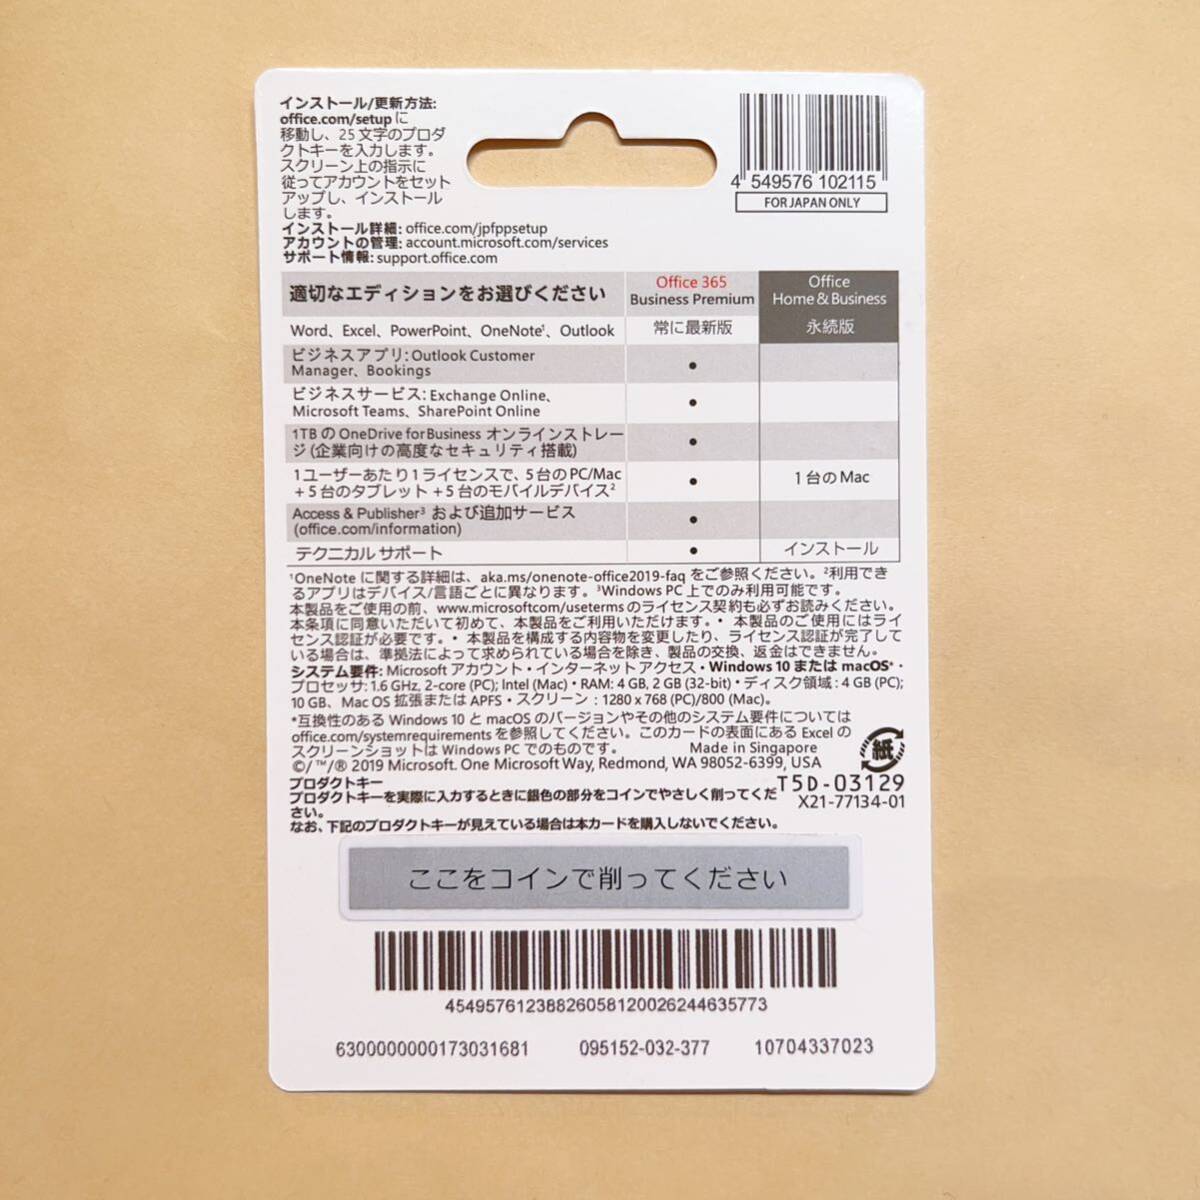 インストール/更新方法:
office.com/setup に
移動し、25 文字のプロダ
クトキーを入力します。
スクリーン上の指示に
従ってアカウントをセット
アップし、インストール
します。
インストール詳細: office.com/jpfppsetup
アカウントの管理: account.microsoft.com/services
サポート情報: support.office.com
4 549576 102115
FOR JAPAN ONLY
適切なエディションをお選びください
Office 365
Business Premium
Office
Home & Business
Word、Excel、PowerPoint、OneNote¹、Outlook
常に最新版
永続版
ビジネスアプリ: Outlook Customer
Manager、Bookings
•
ビジネスサービス: Exchange Online、
Microsoft Teams、SharePoint Online
•
1TB の OneDrive for Business オンラインストレー
ジ (企業向けの高度なセキュリティ搭載)
•
1 ユーザーあたり 1 ライセンスで、5 台の PC/Mac
+ 5 台のタブレット + 5 台のモバイルデバイス²
•
1 台の Mac
Access & Publisher³ および追加サービス
(office.com/information)
•
テクニカル サポート
•
インストール
¹OneNote に関する詳細は、aka.ms/onenote-office2019-faq をご参照ください。²利用でき
るアプリはデバイス/言語ごとに異なります。³Windows PC 上でのみ利用可能です。
本製品をご使用の前、www.microsoftcom/useterms のライセンス契約も必ずお読みください。
本条項に同意いただいて初めて、本製品をご利用いただけます。• 本製品のご使用にはライ
センス認証が必要です。• 本製品を構成する内容物を変更したり、ライセンス認証が完了して
いる場合は、準拠法によって求められている場合を除き、製品の交換、返金はできません。
システム要件: Microsoft アカウント・インターネット アクセス・Windows 10 または macOS*・
プロセッサ: 1.6 GHz, 2-core (PC); Intel (Mac)・RAM: 4 GB, 2 GB (32-bit)・ディスク領域 : 4 GB (PC);
10 GB、Mac OS 拡張または APFS・スクリーン : 1280 x 768 (PC)/800 (Mac)。
*互換性のある Windows 10 と macOS のバージョンやその他のシステム要件については
office.com/systemrequirements を参照してください。このカードの表面にある Excel の
スクリーンショットは Windows PC でのものです。
Made in Singapore
©/ ™/® 2019 Microsoft. One Microsoft Way, Redmond, WA 98052-6399, USA
紙
プロダクトキー
T5D-03129
プロダクトキーを実際に入力するときに銀色の部分をコインでやさしく削ってくだ
さい。
X21-77134-01
なお、下記のプロダクトキーが見えている場合は本カードを購入しないでください。
ここをコインで削ってください
4549576123882605812002624463​5773
6300000000173031681
095152-032-377
10704337023